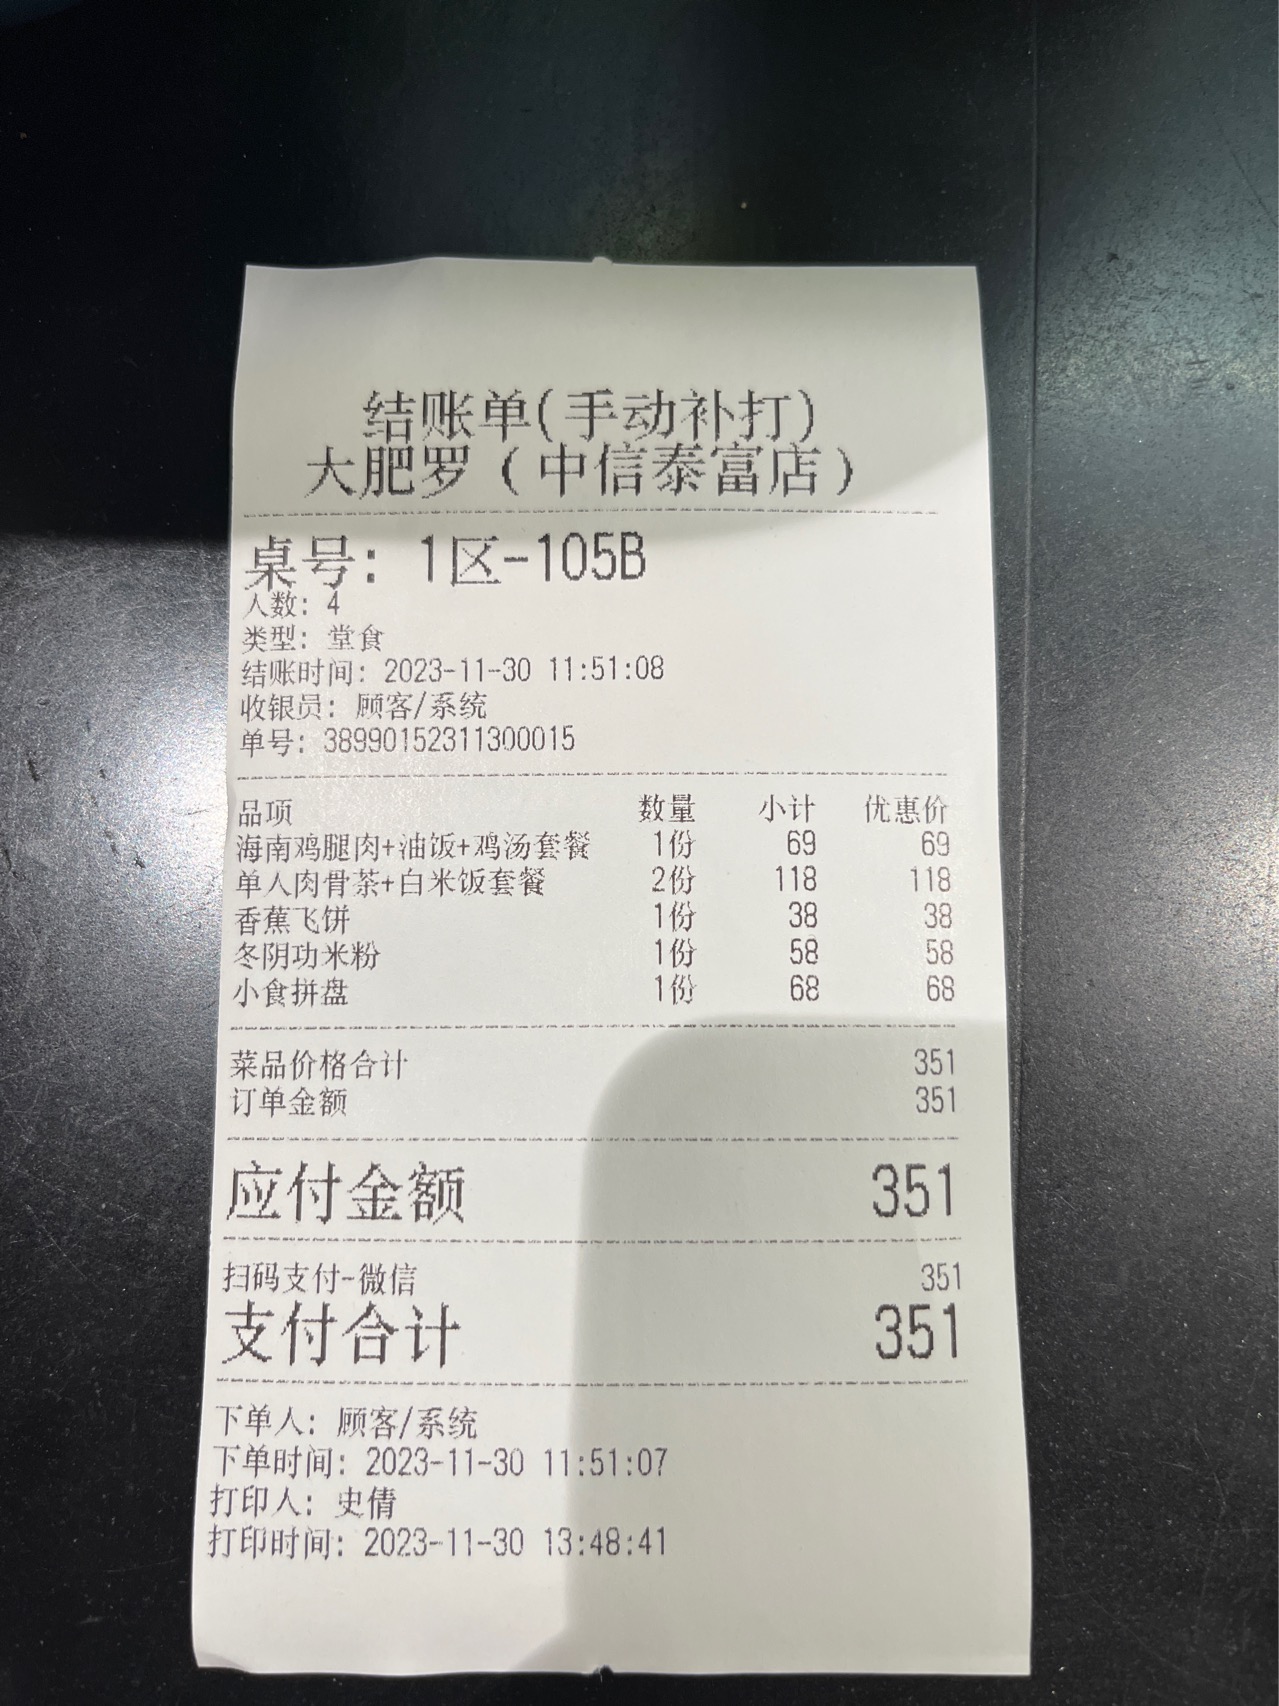 结账单(手动补打)
大肥罗（中信泰富店）
桌号: 1区-105B
人数: 4
类型: 堂食
结账时间: 2023-11-30 11:51:08
收银员: 顾客/系统
单号: 38990152311300015
品项 数量 小计 优惠价
海南鸡腿肉+油饭+鸡汤套餐 1份 69 69
单人肉骨茶+白米饭套餐 2份 118 118
香蕉飞饼 1份 38 38
冬阴功米粉 1份 58 58
小食拼盘 1份 68 68
菜品价格合计 351
订单金额 351
应付金额 351
扫码支付-微信 351
支付合计 351
下单人: 顾客/系统
下单时间: 2023-11-30 11:51:07
打印人: 史倩
打印时间: 2023-11-30 13:48:41